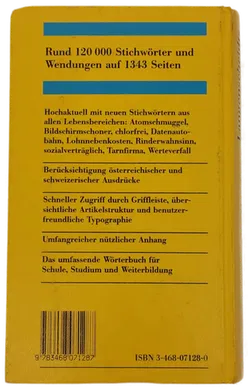 Rund 120 000 Stichwörter und
Wendungen auf 1343 Seiten
Hochaktuell mit neuen Stichwörtern aus
allen Lebensbereichen: Atomschmuggel,
Bildschirmschoner, chlorfrei, Datenauto-
bahn, Lohnnebenkosten, Rinderwahnsinn,
sozialverträglich, Tarnfirma, Werteverfall
Berücksichtigung österreichischer und
schweizerischer Ausdrücke
Schneller Zugriff durch Griffleiste, über-
sichtliche Artikelstruktur und benutzer-
freundliche Typographie
Umfangreicher nützlicher Anhang
Das umfassende Wörterbuch für
Schule, Studium und Weiterbildung
9 783468 071287
ISBN 3-468-07128-0